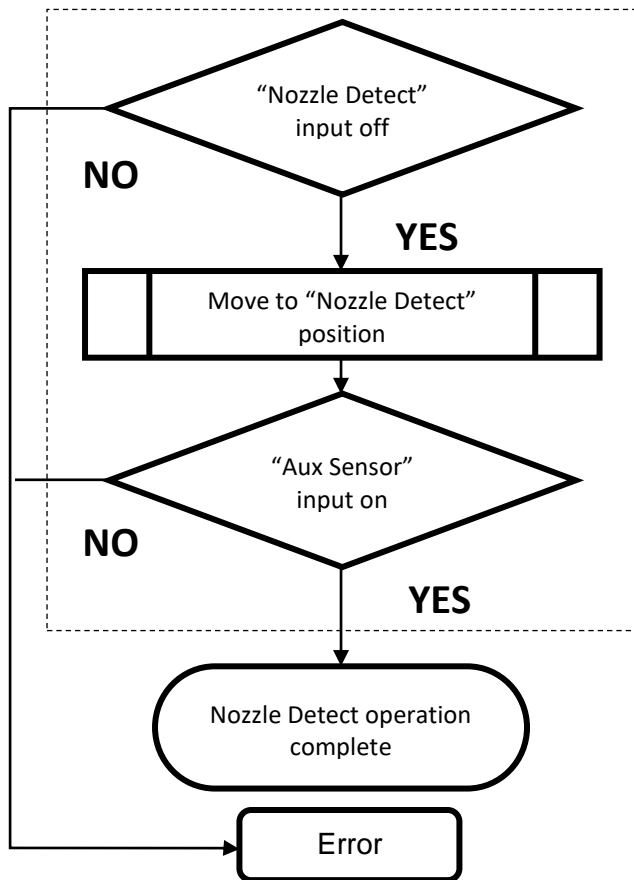 “Nozzle Detect”
input off
NO
YES
Move to “Nozzle Detect”
position
“Aux Sensor”
input on
NO
YES
Nozzle Detect operation
complete
Error